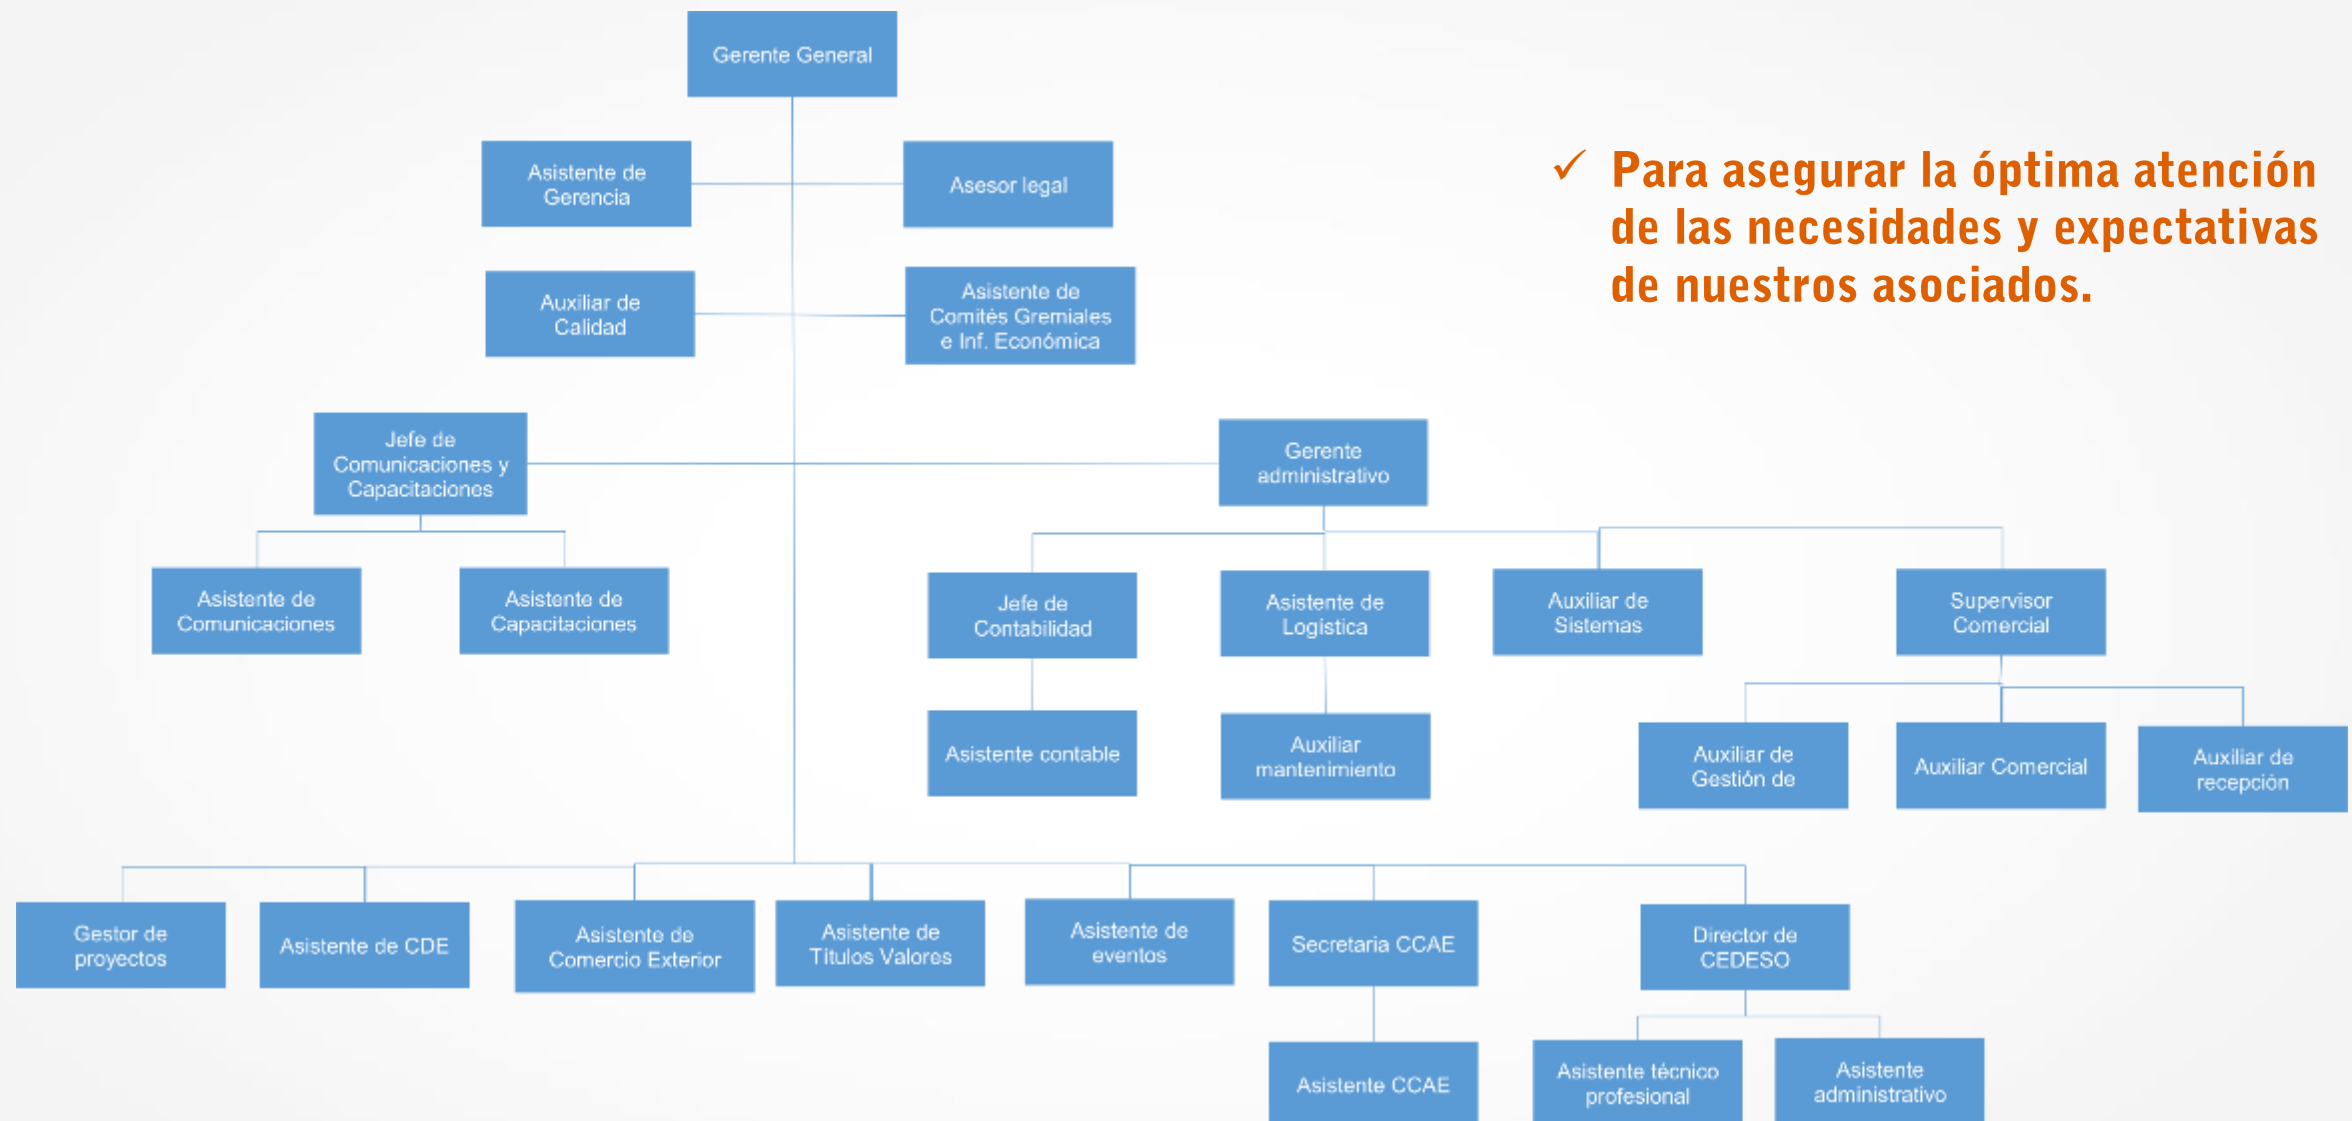 Gerente General
✓ Para asegurar la óptima atención
de las necesidades y expectativas
de nuestros asociados.
Asistente de
Gerencia
Asesor legal
Auxiliar de
Calidad
Asistente de
Comités Gremiales
e Inf. Económica
Jefe de
Comunicaciones y
Capacitaciones
Gerente
administrativo
Asistente de
Comunicaciones
Asistente de
Capacitaciones
Jefe de
Contabilidad
Asistente de
Logística
Auxiliar de
Sistemas
Supervisor
Comercial
Asistente contable
Auxiliar
mantenimiento
Auxiliar de
Gestión de
Auxiliar Comercial
Auxiliar de
recepción
Gestor de
proyectos
Asistente de CDE
Asistente de
Comercio Exterior
Asistente de
Títulos Valores
Asistente de
eventos
Secretaria CCAE
Director de
CEDESO
Asistente CCAE
Asistente técnico
profesional
Asistente
administrativo